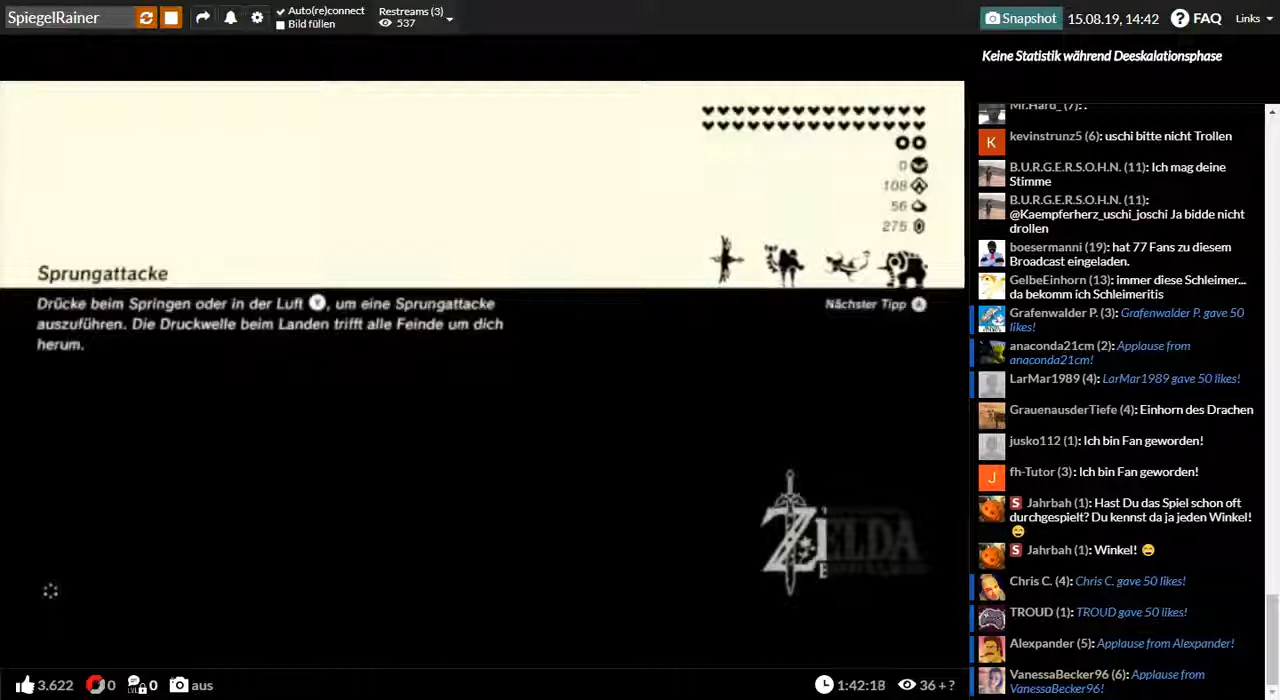 SpiegelRainer
Auto(re)connect
Bild füllen
Restreams (3)
537
Snapshot
15.08.19, 14:42
FAQ
Links
Keine Statistik während Deeskalationsphase
0
108
56
275
Sprungattacke
Drücke beim Springen oder in der Luft Y, um eine Sprungattacke
auszuführen. Die Druckwelle beim Landen trifft alle Feinde um dich
herum.
Nächster Tipp A
ZELDA
3.622
0
LVL
0
aus
1:42:18
36 + ?
Mr.Hard_ (7): .
K
kevinstrunz5 (6): uschi bitte nicht Trollen
B.U.R.G.E.R.S.O.H.N. (11): Ich mag deine
Stimme
B.U.R.G.E.R.S.O.H.N. (11):
@Kaempferherz_uschi_joschi Ja bidde nicht
drollen
boesermanni (19): hat 77 Fans zu diesem
Broadcast eingeladen.
GelbeEinhorn (13): immer diese Schleimer...
da bekomm ích Schleimeritis
Grafenwalder P. (3): Grafenwalder P. gave 50
likes!
anaconda21cm (2): Applause from
anaconda21cm!
LarMar1989 (4): LarMar1989 gave 50 likes!
GrauenausderTiefe (4): Einhorn des Drachen
jusko112 (1): Ich bin Fan geworden!
J
fh-Tutor (3): Ich bin Fan geworden!
S Jahrbah (1): Hast Du das Spiel schon oft
durchgespielt? Du kennst da ja jeden Winkel!
S Jahrbah (1): Winkel!
Chris C. (4): Chris C. gave 50 likes!
TROUD (1): TROUD gave 50 likes!
Alexpander (5): Applause from Alexpander!
VanessaBecker96 (6): Applause from
VanessaBecker96!